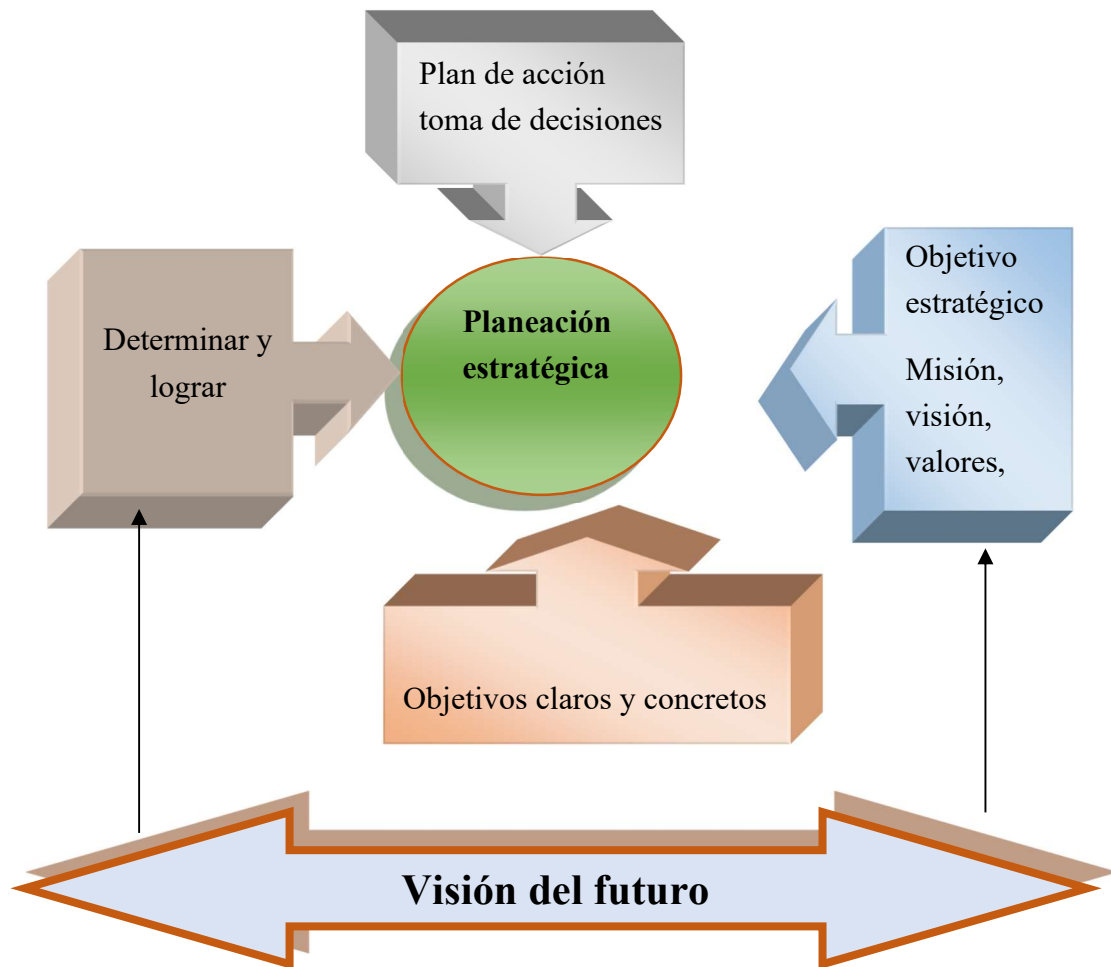 Plan de acción
toma de decisiones
Determinar y
lograr
Planeación
estratégica
Objetivo
estratégico
Misión,
visión,
valores,
Objetivos claros y concretos
Visión del futuro